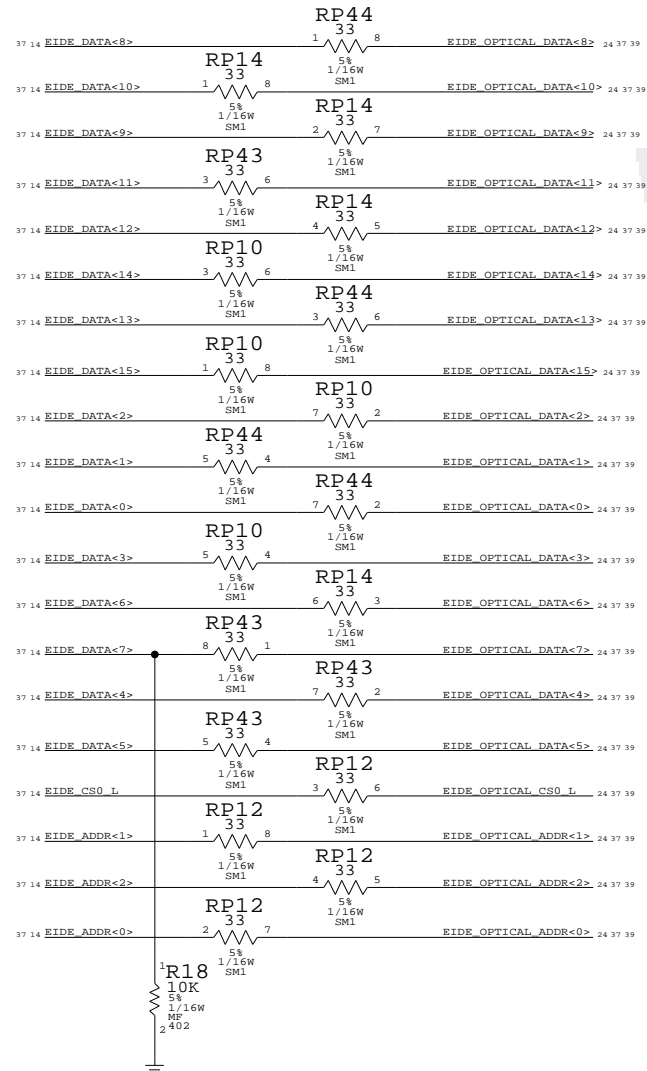 RP44
33
37 14 EIDE_DATA<8> 1 8 EIDE_OPTICAL_DATA<8> 24 37 39
5%
1/16W
SM1
RP14
33
37 14 EIDE_DATA<10> 1 8 EIDE_OPTICAL_DATA<10> 24 37 39
5%
1/16W
SM1
RP14
33
37 14 EIDE_DATA<9> 2 7 EIDE_OPTICAL_DATA<9> 24 37 39
5%
1/16W
SM1
RP43
33
37 14 EIDE_DATA<11> 3 6 EIDE_OPTICAL_DATA<11> 24 37 39
5%
1/16W
SM1
RP14
33
37 14 EIDE_DATA<12> 4 5 EIDE_OPTICAL_DATA<12> 24 37 39
5%
1/16W
SM1
RP10
33
37 14 EIDE_DATA<14> 3 6 EIDE_OPTICAL_DATA<14> 24 37 39
5%
1/16W
SM1
RP44
33
37 14 EIDE_DATA<13> 3 6 EIDE_OPTICAL_DATA<13> 24 37 39
5%
1/16W
SM1
RP10
33
37 14 EIDE_DATA<15> 1 8 EIDE_OPTICAL_DATA<15> 24 37 39
5%
1/16W
SM1
RP10
33
37 14 EIDE_DATA<2> 7 2 EIDE_OPTICAL_DATA<2> 24 37 39
5%
1/16W
SM1
RP44
33
37 14 EIDE_DATA<1> 5 4 EIDE_OPTICAL_DATA<1> 24 37 39
5%
1/16W
SM1
RP44
33
37 14 EIDE_DATA<0> 7 2 EIDE_OPTICAL_DATA<0> 24 37 39
5%
1/16W
SM1
RP10
33
37 14 EIDE_DATA<3> 5 4 EIDE_OPTICAL_DATA<3> 24 37 39
5%
1/16W
SM1
RP14
33
37 14 EIDE_DATA<6> 6 3 EIDE_OPTICAL_DATA<6> 24 37 39
5%
1/16W
SM1
RP43
33
37 14 EIDE_DATA<7> 8 1 EIDE_OPTICAL_DATA<7> 24 37 39
5%
1/16W
SM1
RP43
33
37 14 EIDE_DATA<4> 7 2 EIDE_OPTICAL_DATA<4> 24 37 39
5%
1/16W
SM1
RP43
33
37 14 EIDE_DATA<5> 5 4 EIDE_OPTICAL_DATA<5> 24 37 39
5%
1/16W
SM1
RP12
33
37 14 EIDE_CS0_L 3 6 EIDE_OPTICAL_CS0_L 24 37 39
5%
1/16W
SM1
RP12
33
37 14 EIDE_ADDR<1> 1 8 EIDE_OPTICAL_ADDR<1> 24 37 39
5%
1/16W
SM1
RP12
33
37 14 EIDE_ADDR<2> 4 5 EIDE_OPTICAL_ADDR<2> 24 37 39
5%
1/16W
SM1
RP12
33
37 14 EIDE_ADDR<0> 2 7 EIDE_OPTICAL_ADDR<0> 24 37 39
5%
1/16W
SM1
1 R18
10K
5%
1/16W
MF
2 402